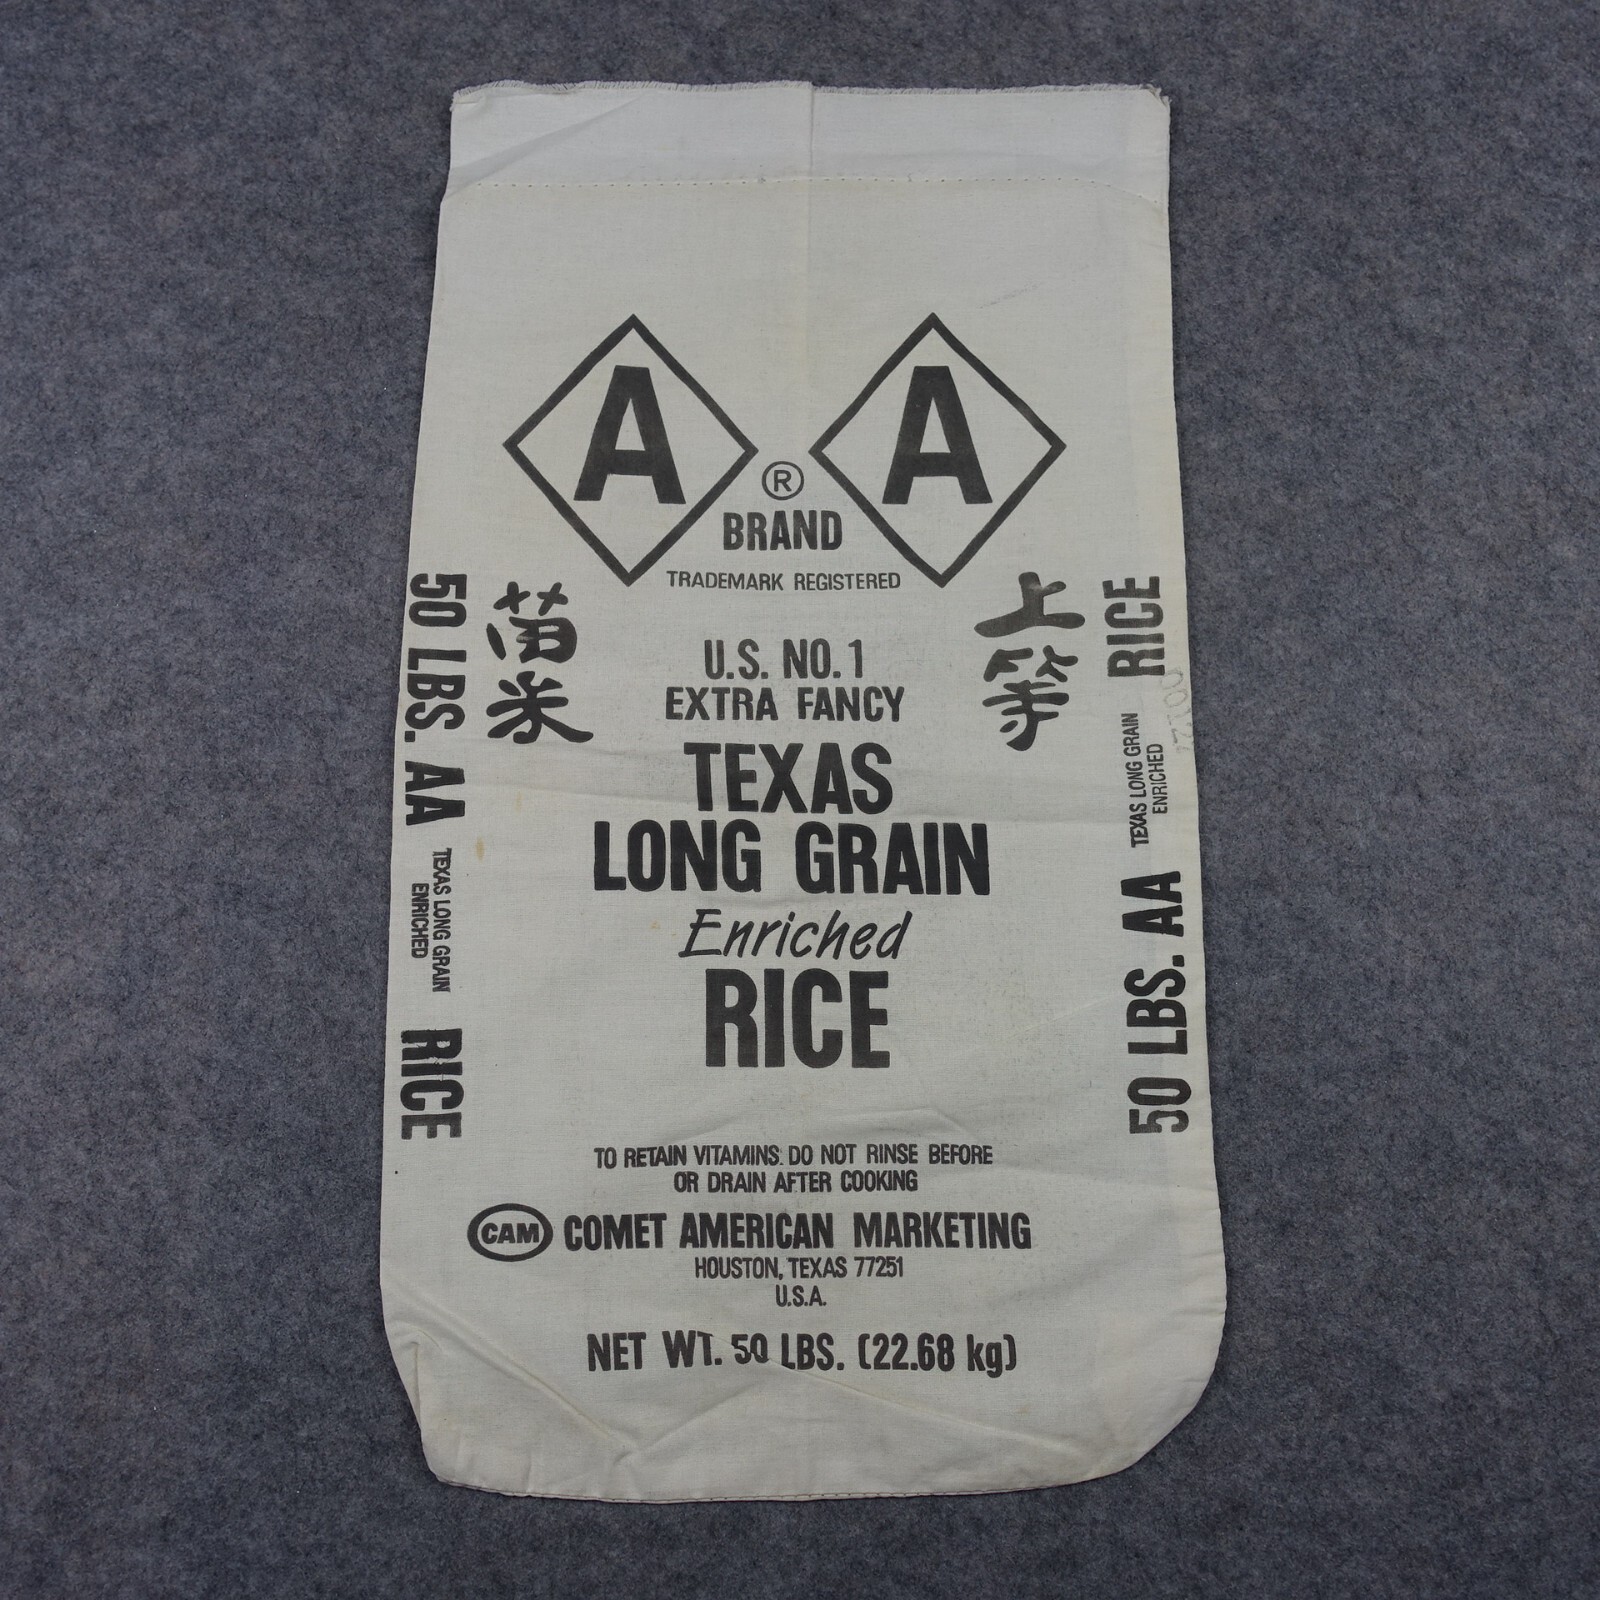 A A
®
BRAND
TRADEMARK REGISTERED
上等
苗米
U.S. NO. 1
EXTRA FANCY
TEXAS
LONG GRAIN
Enriched
RICE
TO RETAIN VITAMINS: DO NOT RINSE BEFORE
OR DRAIN AFTER COOKING
CAM COMET AMERICAN MARKETING
HOUSTON, TEXAS 77251
U.S.A.
NET WT. 50 LBS. (22.68 kg)
50 LBS. AA TEXAS LONG GRAIN
ENRICHED
RICE
50 LBS. AA TEXAS LONG GRAIN
ENRICHED
RICE